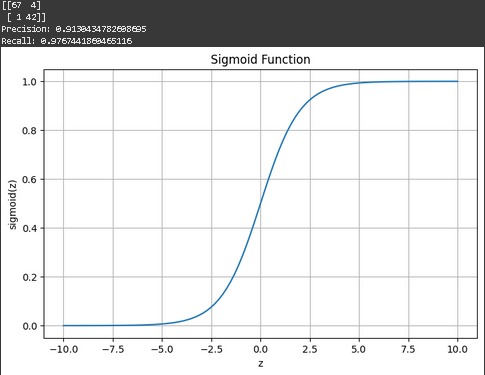 [[67  4]
 [ 1 42]]
Precision: 0.9130434782608695
Recall: 0.9767441860465116
Sigmoid Function
1.0
0.8
0.6
0.4
0.2
0.0
sigmoid(z)
−10.0 −7.5 −5.0 −2.5 0.0 2.5 5.0 7.5 10.0
z